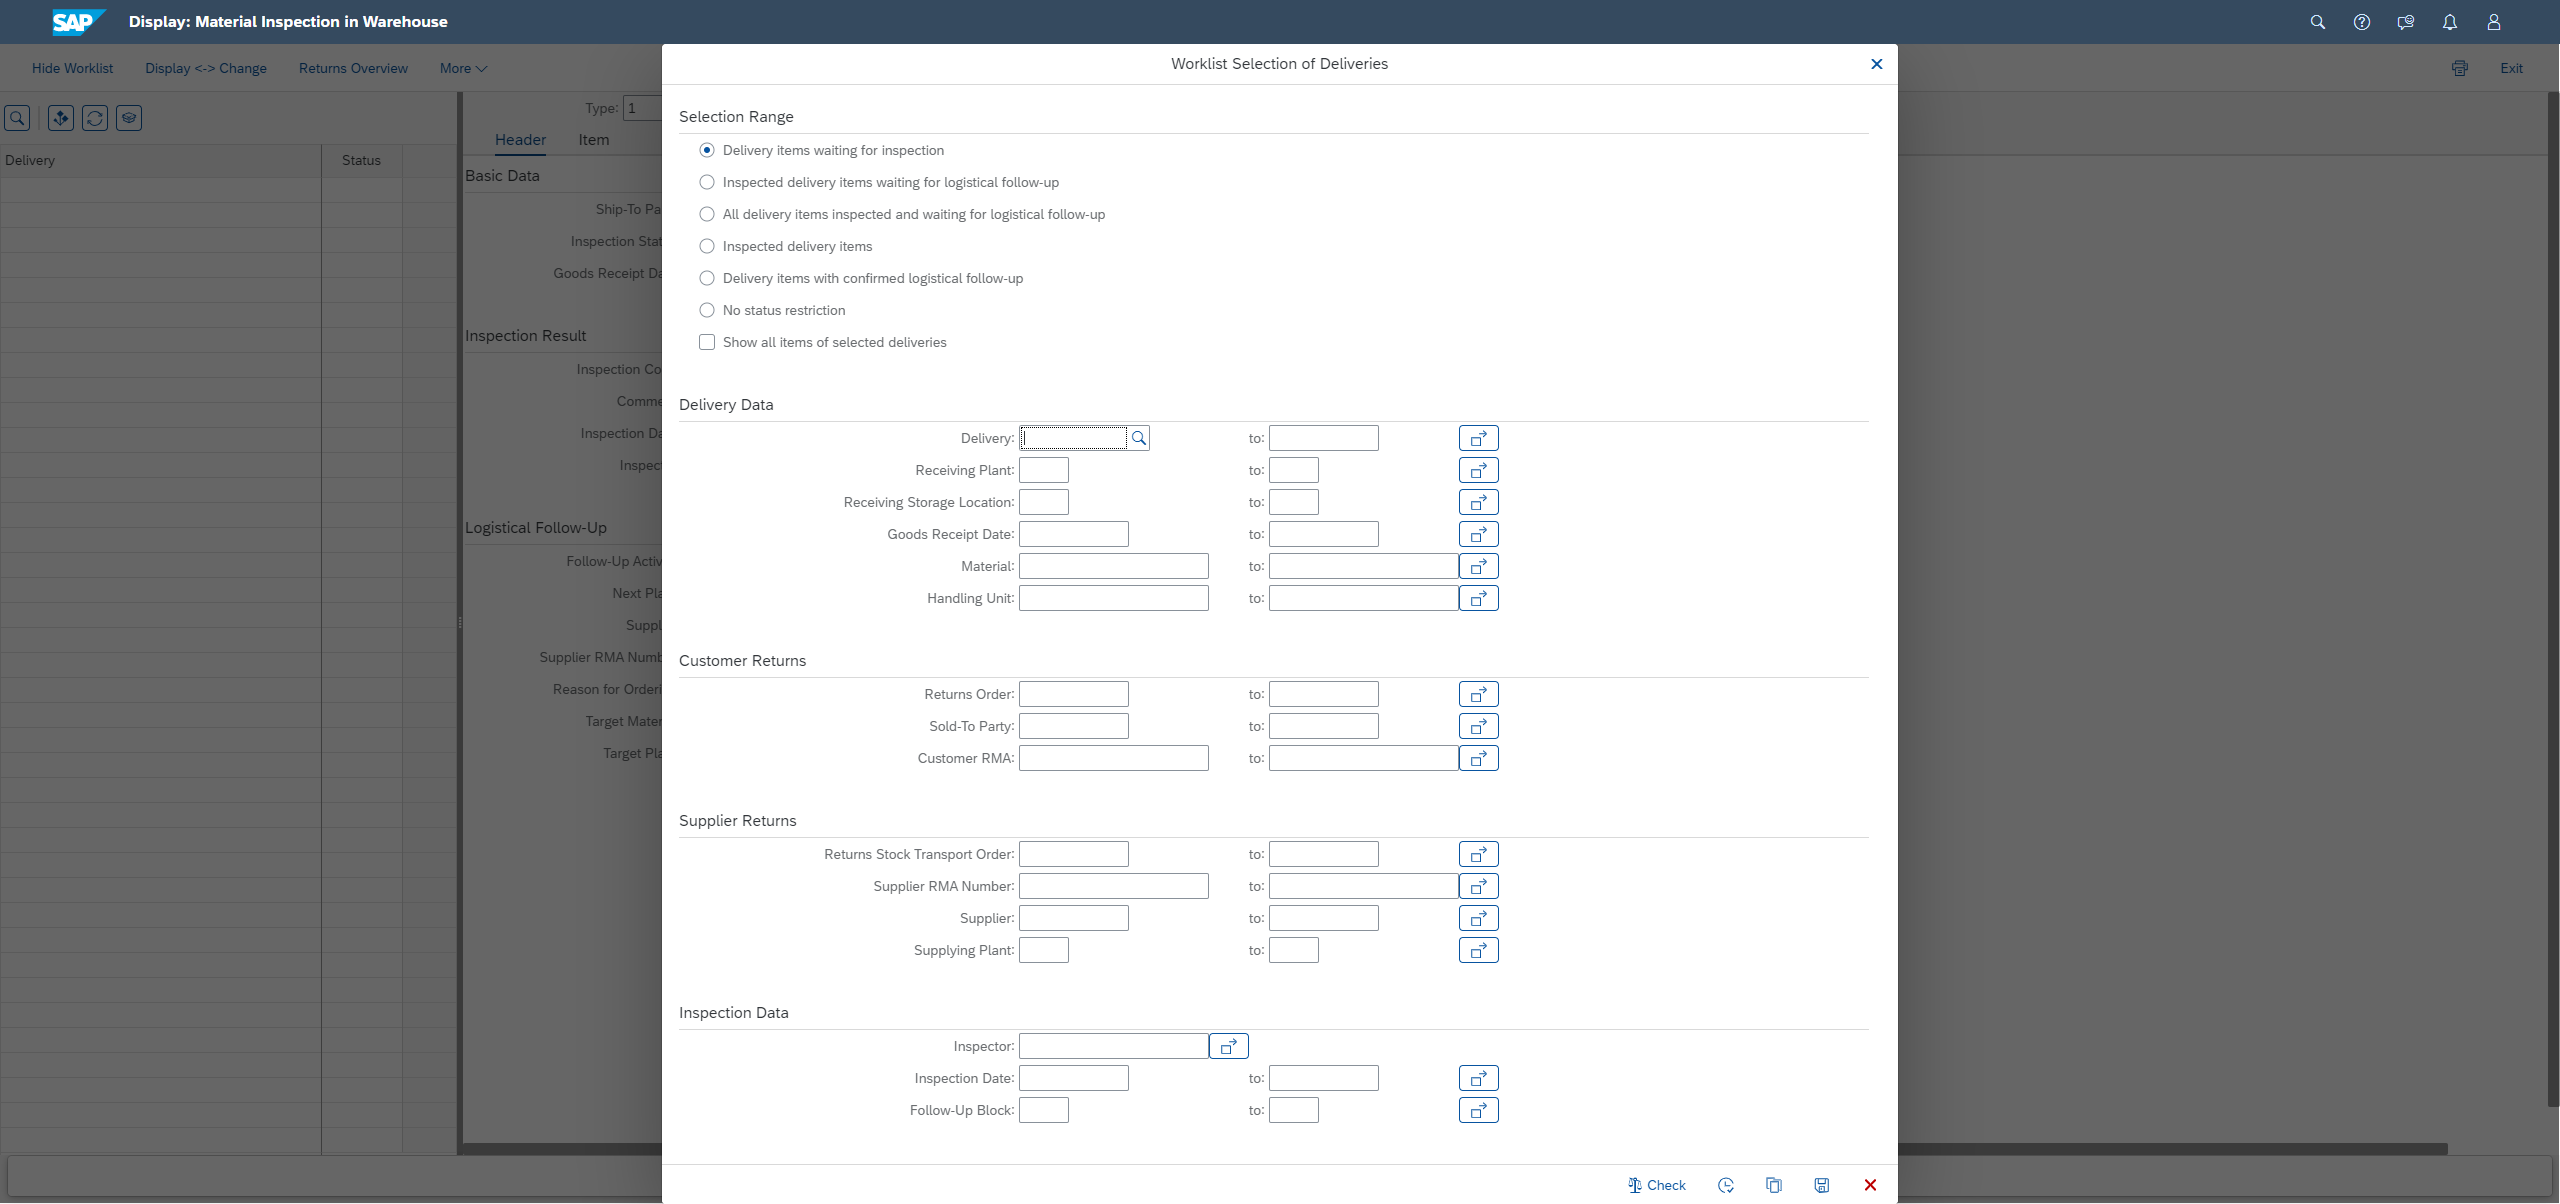 SAP Display: Material Inspection in Warehouse
Hide Worklist Display <-> Change Returns Overview More Exit
Worklist Selection of Deliveries
Type: 1
Header Item
Delivery Status
Basic Data
Ship-To Pa
Inspection Stat
Goods Receipt Da
Inspection Result
Inspection Co
Comme
Inspection Da
Inspec
Logistical Follow-Up
Follow-Up Activ
Next Pla
Suppl
Supplier RMA Numb
Reason for Orderi
Target Mater
Target Pla
Selection Range
Delivery items waiting for inspection
Inspected delivery items waiting for logistical follow-up
All delivery items inspected and waiting for logistical follow-up
Inspected delivery items
Delivery items with confirmed logistical follow-up
No status restriction
Show all items of selected deliveries
Delivery Data
Delivery: to:
Receiving Plant: to:
Receiving Storage Location: to:
Goods Receipt Date: to:
Material: to:
Handling Unit: to:
Customer Returns
Returns Order: to:
Sold-To Party: to:
Customer RMA: to:
Supplier Returns
Returns Stock Transport Order: to:
Supplier RMA Number: to:
Supplier: to:
Supplying Plant: to:
Inspection Data
Inspector:
Inspection Date: to:
Follow-Up Block: to:
Check